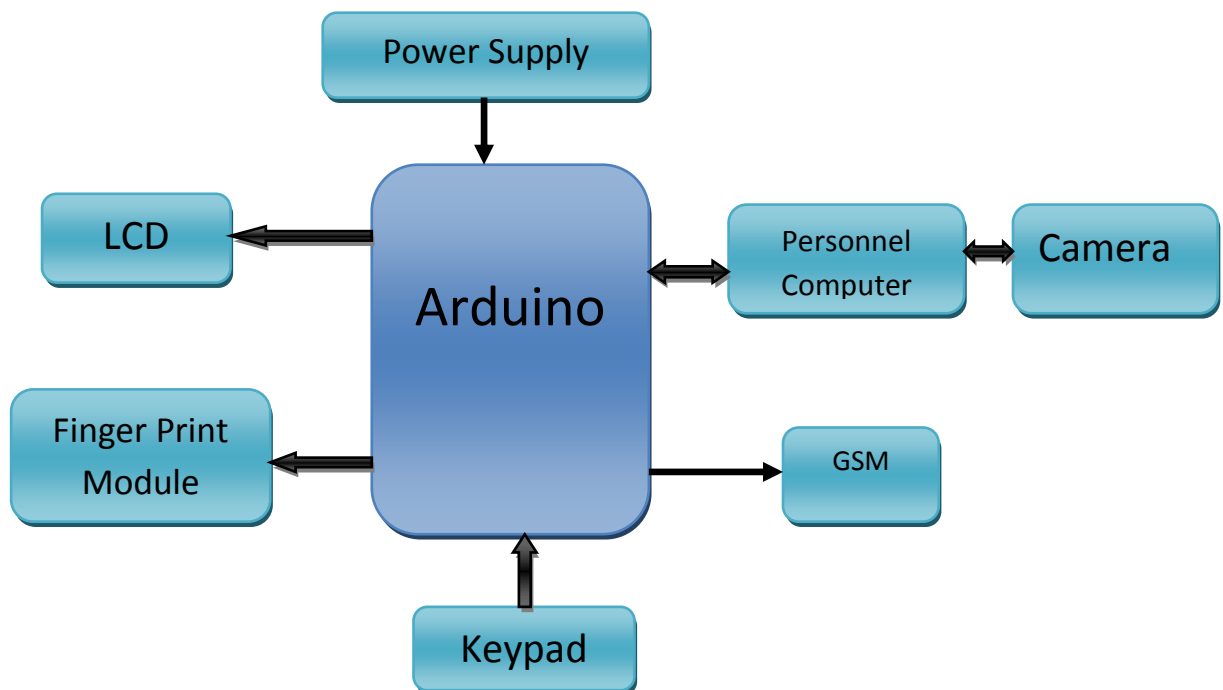 Power Supply
LCD
Personnel
Computer
Camera
Arduino
Finger Print
Module
GSM
Keypad